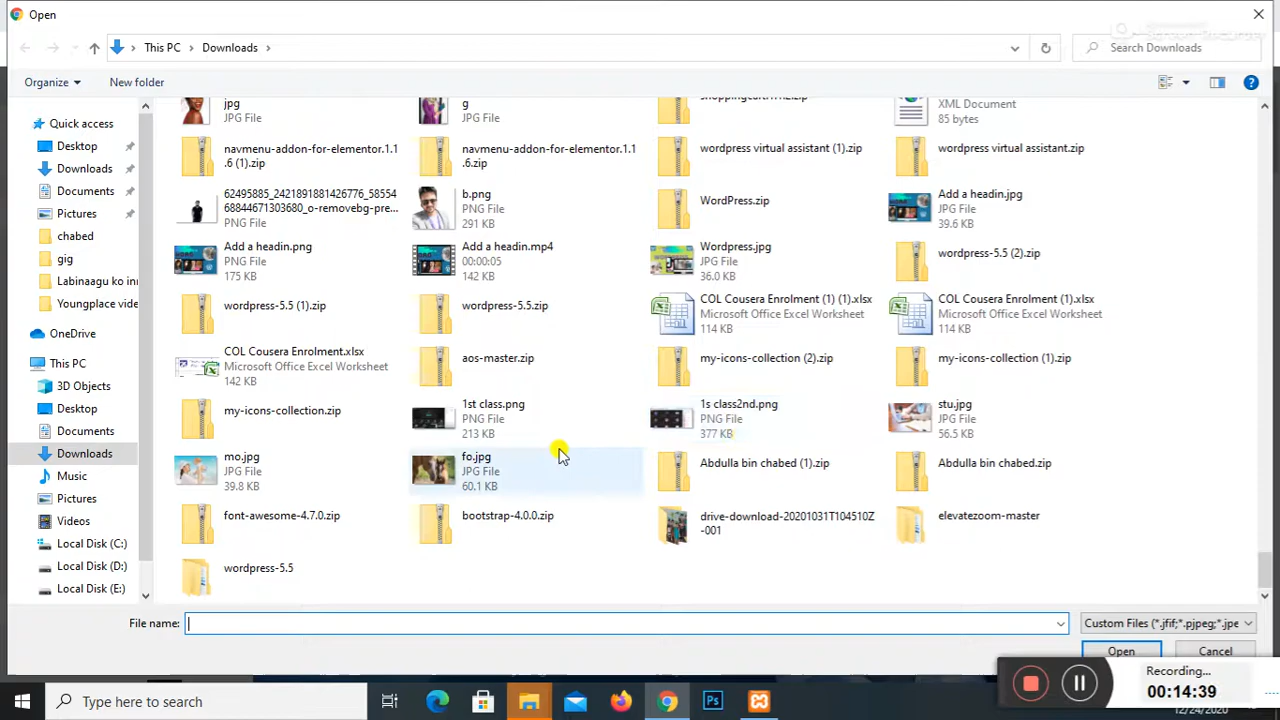 Open
This PC
Downloads
Search Downloads
Organize
New folder
jpg
JPG File
g
JPG File
XML Document
85 bytes
navmenu-addon-for-elementor.1.1
.6 (1).zip
navmenu-addon-for-elementor.1.1
.6.zip
wordpress virtual assistant (1).zip
wordpress virtual assistant.zip
62495885_2421891881426776_58554
68844671303680_o-removebg-pre...
PNG File
b.png
PNG File
291 KB
WordPress.zip
Add a headin.jpg
JPG File
39.6 KB
Add a headin.png
PNG File
175 KB
Add a headin.mp4
00:00:05
142 KB
Wordpress.jpg
JPG File
36.0 KB
wordpress-5.5 (2).zip
wordpress-5.5 (1).zip
wordpress-5.5.zip
COL Cousera Enrolment (1) (1).xlsx
Microsoft Office Excel Worksheet
114 KB
COL Cousera Enrolment (1).xlsx
Microsoft Office Excel Worksheet
114 KB
COL Cousera Enrolment.xlsx
Microsoft Office Excel Worksheet
142 KB
aos-master.zip
my-icons-collection (2).zip
my-icons-collection (1).zip
my-icons-collection.zip
1st class.png
PNG File
213 KB
1s class2nd.png
PNG File
377 KB
stu.jpg
JPG File
56.5 KB
mo.jpg
JPG File
39.8 KB
fo.jpg
JPG File
60.1 KB
Abdulla bin chabed (1).zip
Abdulla bin chabed.zip
font-awesome-4.7.0.zip
bootstrap-4.0.0.zip
drive-download-20201031T104510Z
-001
elevatezoom-master
wordpress-5.5
Quick access
Desktop
Downloads
Documents
Pictures
chabed
gig
Labinaagu ko inn
Youngplace vide
OneDrive
This PC
3D Objects
Desktop
Documents
Downloads
Music
Pictures
Videos
Local Disk (C:)
Local Disk (D:)
Local Disk (E:)
File name:
Custom Files (*.jfif;*.pjpeg;*.jpe
Open
Cancel
Recording...
00:14:39
Type here to search
Ps
12/24/2020